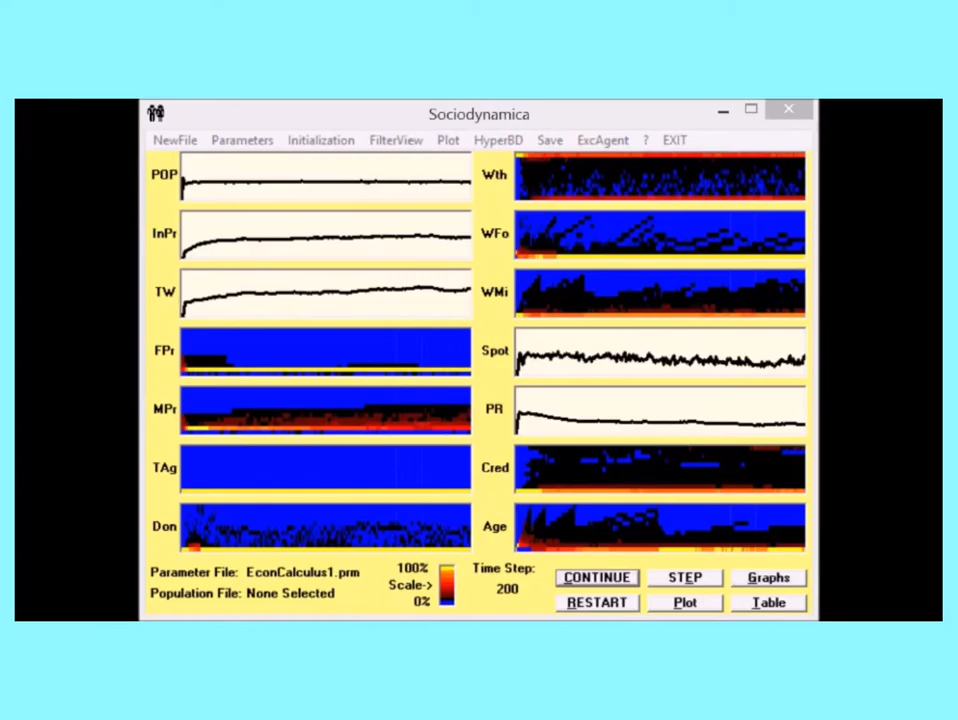 Sociodynamica
NewFile Parameters Initialization FilterView Plot HyperBD Save ExcAgent ? EXIT
POP
InPr
TW
FPr
MPr
TAg
Don
Wth
WFo
WMi
Spot
PR
Cred
Age
Parameter File: EconCalculus1.prm
Population File: None Selected
100%
Scale->
0%
Time Step:
200
CONTINUE STEP Graphs
RESTART Plot Table